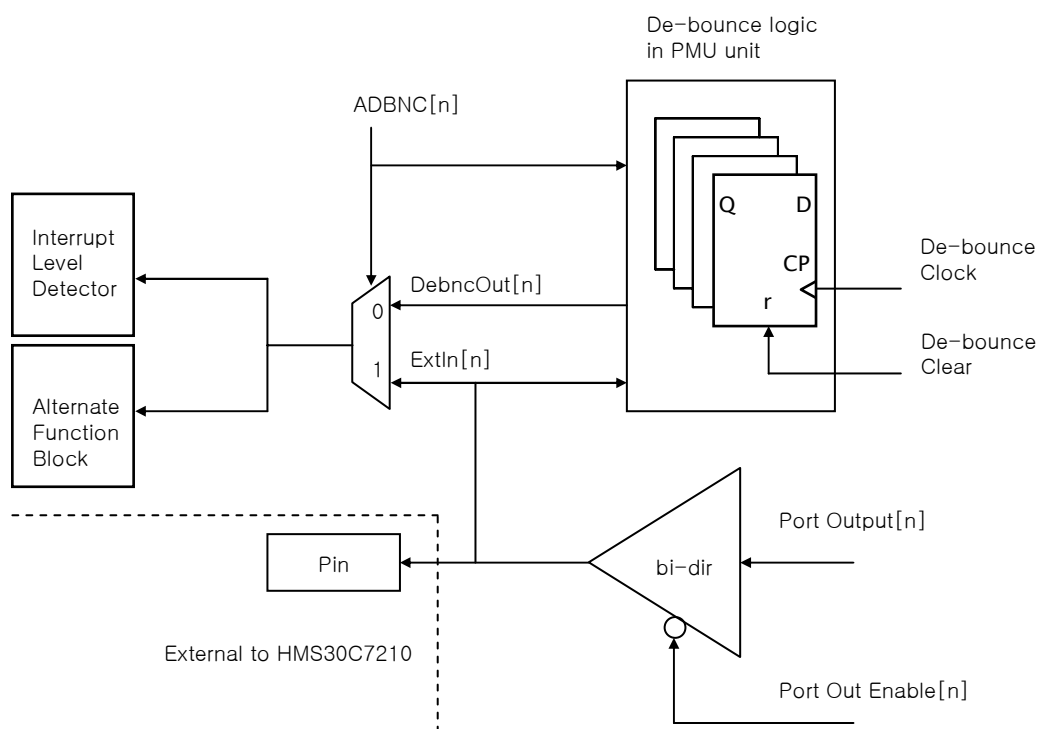 De-bounce logic
in PMU unit
ADBNC[n]
Q D
CP
r
De-bounce
Clock
De-bounce
Clear
Interrupt
Level
Detector
DebncOut[n]
0
ExtIn[n]
1
Alternate
Function
Block
Port Output[n]
Pin
bi-dir
External to HMS30C7210
Port Out Enable[n]